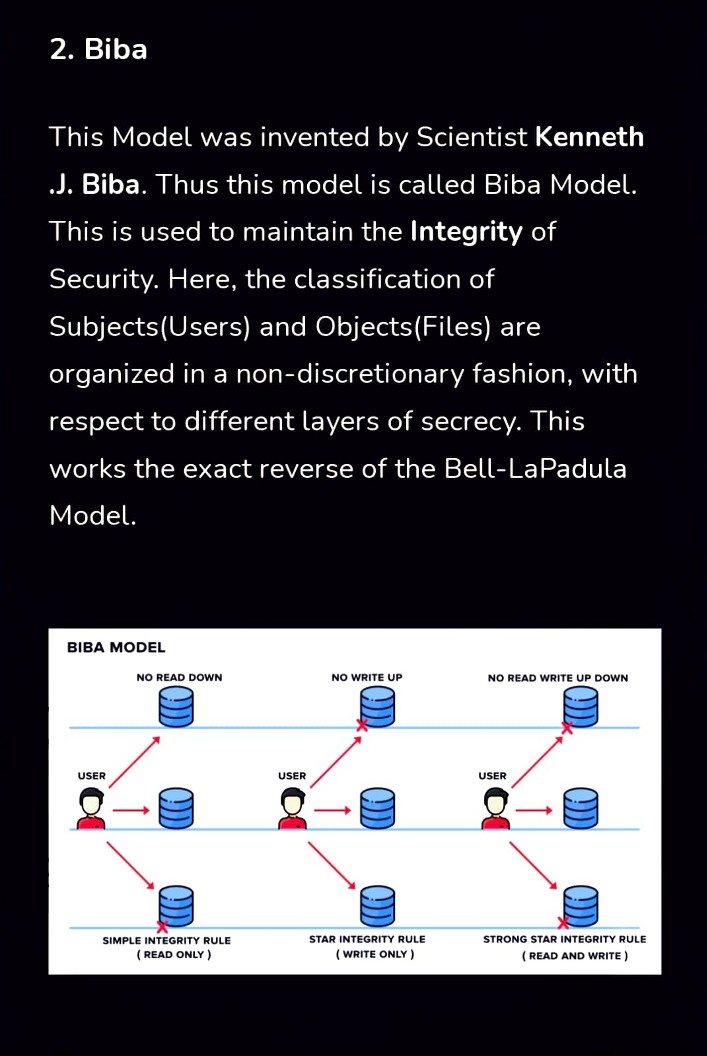 2. Biba
This Model was invented by Scientist Kenneth
.J. Biba. Thus this model is called Biba Model.
This is used to maintain the Integrity of
Security. Here, the classification of
Subjects(Users) and Objects(Files) are
organized in a non-discretionary fashion, with
respect to different layers of secrecy. This
works the exact reverse of the Bell-LaPadula
Model.
BIBA MODEL
NO READ DOWN
NO WRITE UP
NO READ WRITE UP DOWN
USER
USER
USER
SIMPLE INTEGRITY RULE
( READ ONLY )
STAR INTEGRITY RULE
( WRITE ONLY )
STRONG STAR INTEGRITY RULE
( READ AND WRITE )